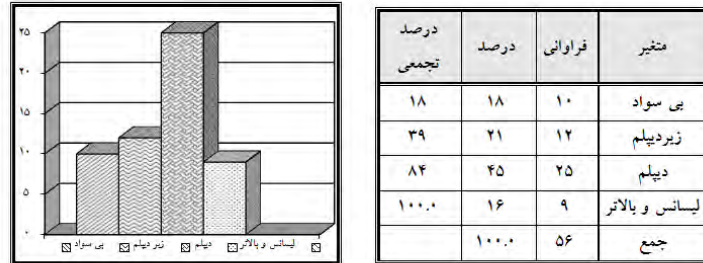 ۲۵
۲۰
۱۵
۱۰
۵
۰
بی سواد زیر دیپلم دیپلم لیسانس و بالاتر
متغیر فراوانی درصد درصد تجمعی
بی سواد ۱۰ ۱۸ ۱۸
زیردیپلم ۱۲ ۲۱ ۳۹
دیپلم ۲۵ ۴۵ ۸۴
لیسانس و بالاتر ۹ ۱۶ ۱۰۰.۰
جمع ۵۶ ۱۰۰.۰